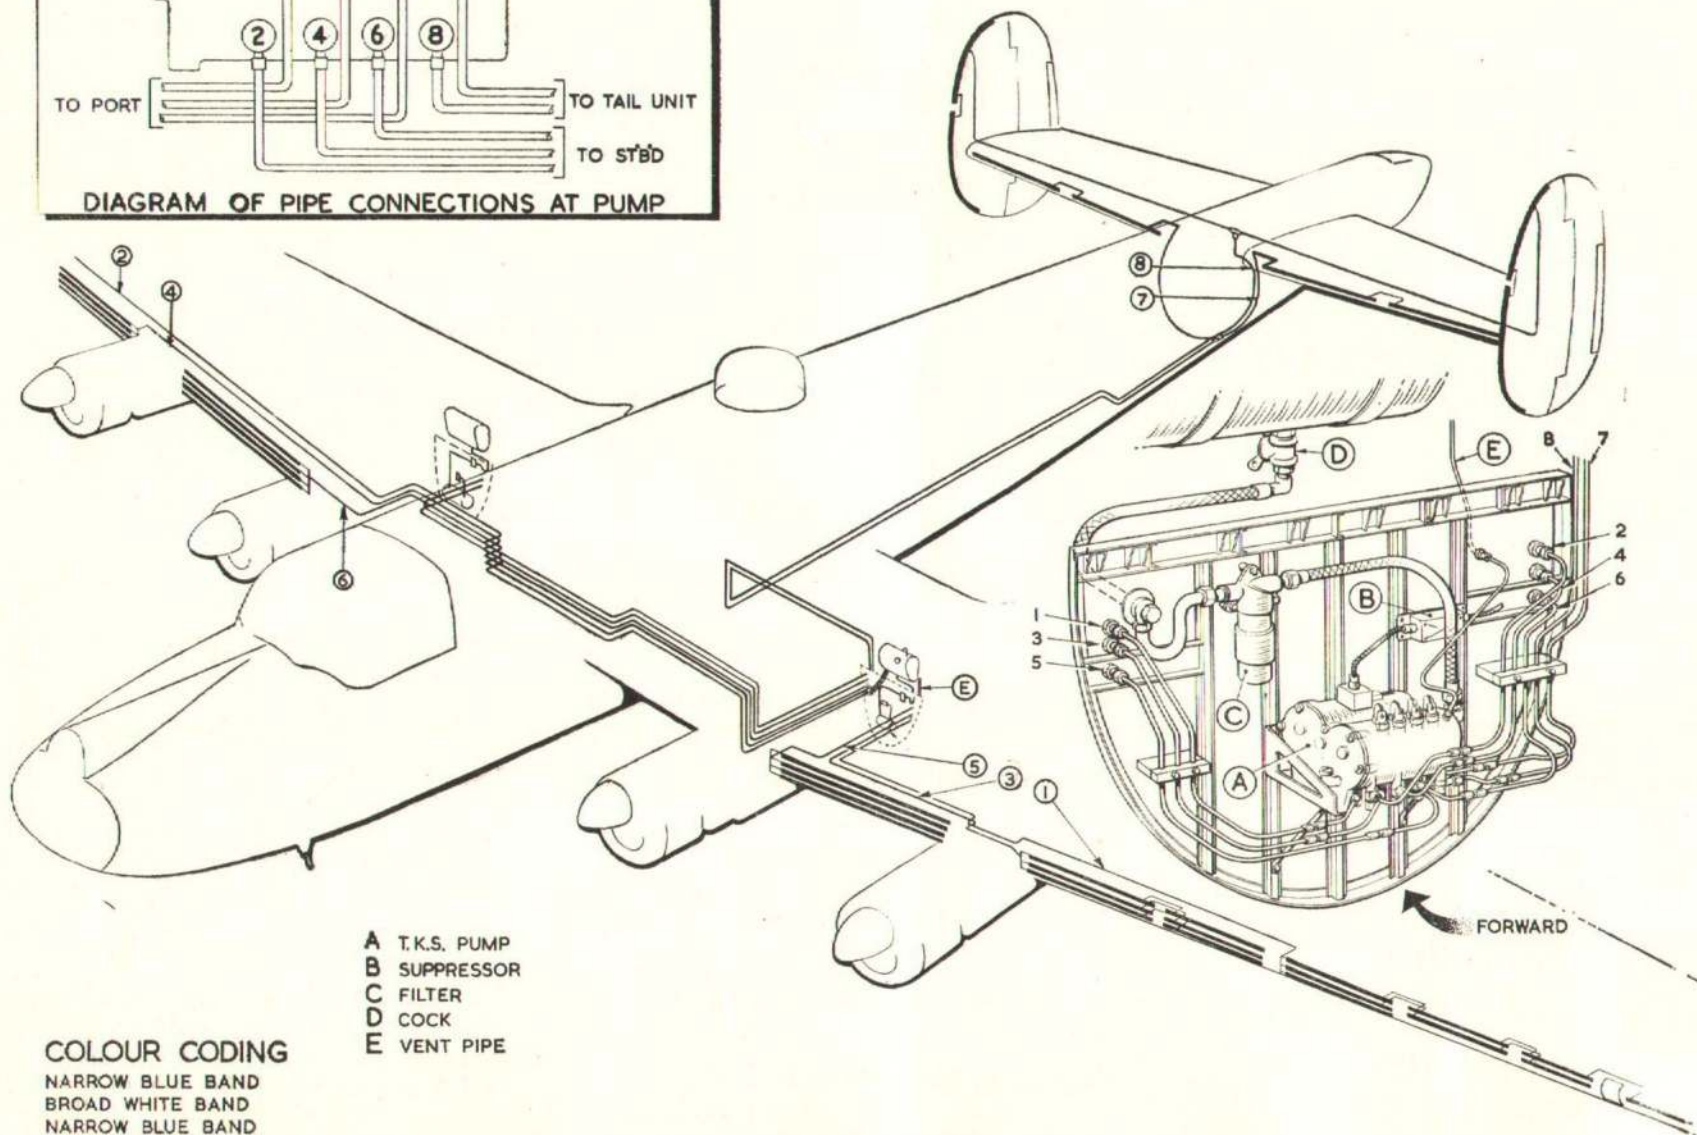 2 4 6 8
TO PORT
TO TAIL UNIT
TO ST'B'D
DIAGRAM OF PIPE CONNECTIONS AT PUMP
2
4
6
8
7
E
5
3
1
D
E
8 7
2
4
6
B
1
3
5
C
A
FORWARD
A T.K.S. PUMP
B SUPPRESSOR
C FILTER
D COCK
E VENT PIPE
COLOUR CODING
NARROW BLUE BAND
BROAD WHITE BAND
NARROW BLUE BAND